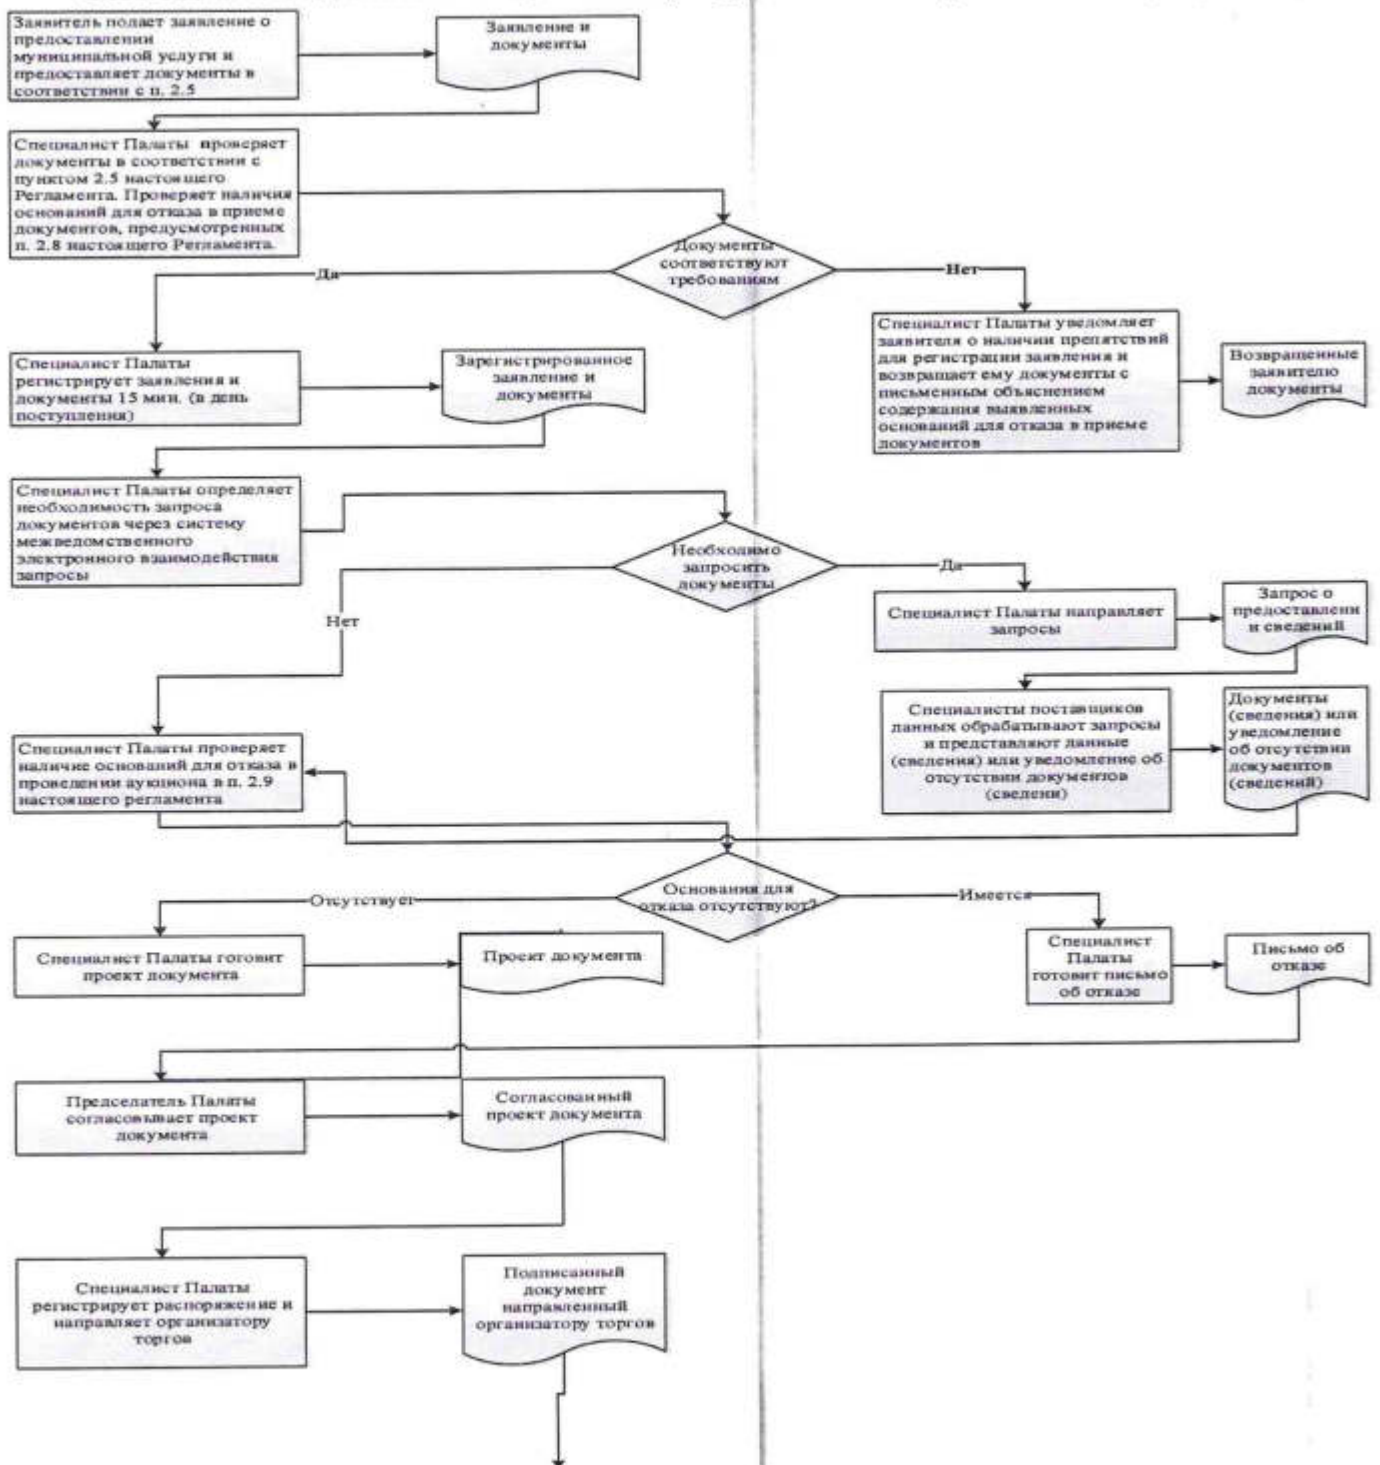 Заявитель подает заявление о
предоставлении
муниципальной услуги и
предоставляет документы в
соответствии с п. 2.5
Заявление и
документы
Специалист Палаты проверяет
документы в соответствии с
пунктом 2.5 настоящего
Регламента. Проверяет наличия
оснований для отказа в приеме
документов, предусмотренных
п. 2.8 настоящего Регламента.
Документы
соответствуют
требованиям
Да
Нет
Специалист Палаты
регистрирует заявления и
документы 15 мин. (в день
поступления)
Зарегистрированное
заявление и
документы
Специалист Палаты уведомляет
заявителя о наличии препятствий
для регистрации заявления и
возвращает ему документы с
письменным объяснением
содержания выявленных
оснований для отказа в приеме
документов
Возвращенные
заявителю
документы
Специалист Палаты определяет
необходимость запроса
документов через систему
межведомственного
электронного взаимодействия
запросы
Необходимо
запросить
документы
Да
Нет
Специалист Палаты направляет
запросы
Запрос о
предоставлени
и сведений
Специалисты поставщиков
данных обрабатывают запросы
и представляют данные
(сведения) или уведомление об
отсутствии документов
(сведени)
Документы
(сведения) или
уведомление
об отсутствии
документов
(сведений)
Специалист Палаты проверяет
наличие оснований для отказа в
проведении аукциона в п. 2.9
настоящего регламента
Основания для
отказа отсутствуют?
Отсутствует
Имеется
Специалист Палаты готовит
проект документа
Проект документа
Специалист
Палаты
готовит письмо
об отказе
Письмо об
отказе
Председатель Палаты
согласовывает проект
документа
Согласованный
проект документа
Специалист Палаты
регистрирует распоряжение и
направляет организатору
торгов
Подписанный
документ
направленный
организатору торгов